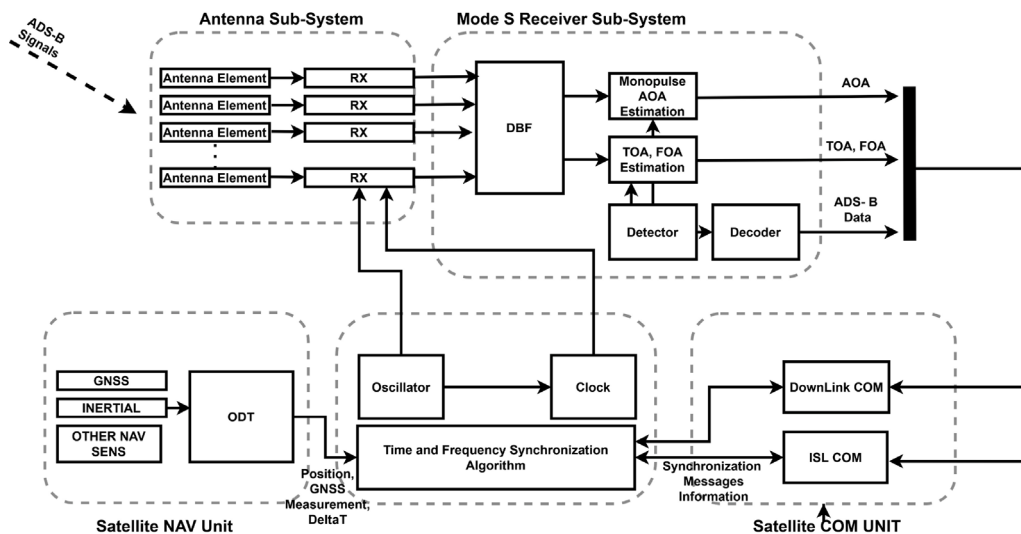 Antenna Sub-System
Mode S Receiver Sub-System
ADS-B
Signals
Antenna Element
RX
Antenna Element
RX
Antenna Element
RX
Antenna Element
RX
DBF
Monopulse
AOA
Estimation
AOA
TOA, FOA
Estimation
TOA, FOA
Detector
Decoder
ADS- B
Data
GNSS
INERTIAL
OTHER NAV
SENS
ODT
Oscillator
Clock
Time and Frequency Synchronization
Algorithm
DownLink COM
ISL COM
Position,
GNSS
Measurement,
DeltaT
Synchronization
Messages
Information
Satellite NAV Unit
Satellite COM UNIT